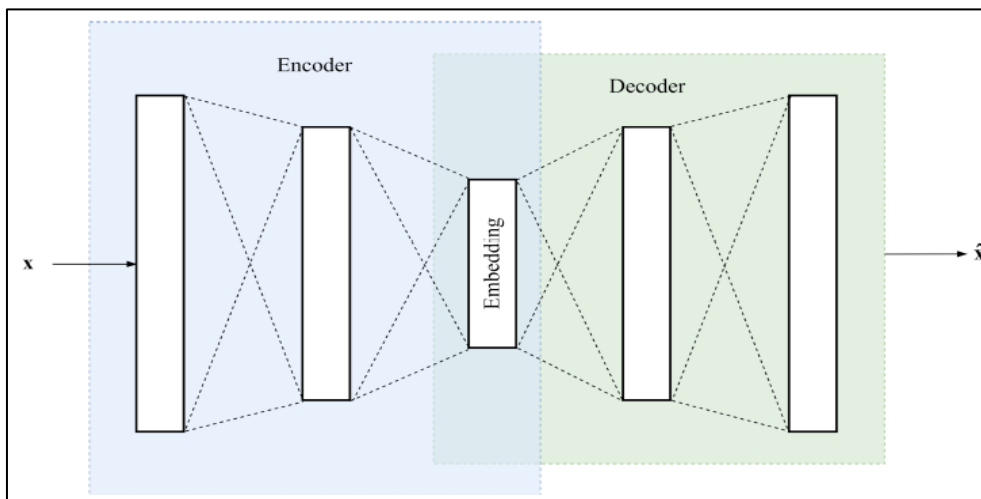 Encoder
Decoder
x
Embedding
x̂